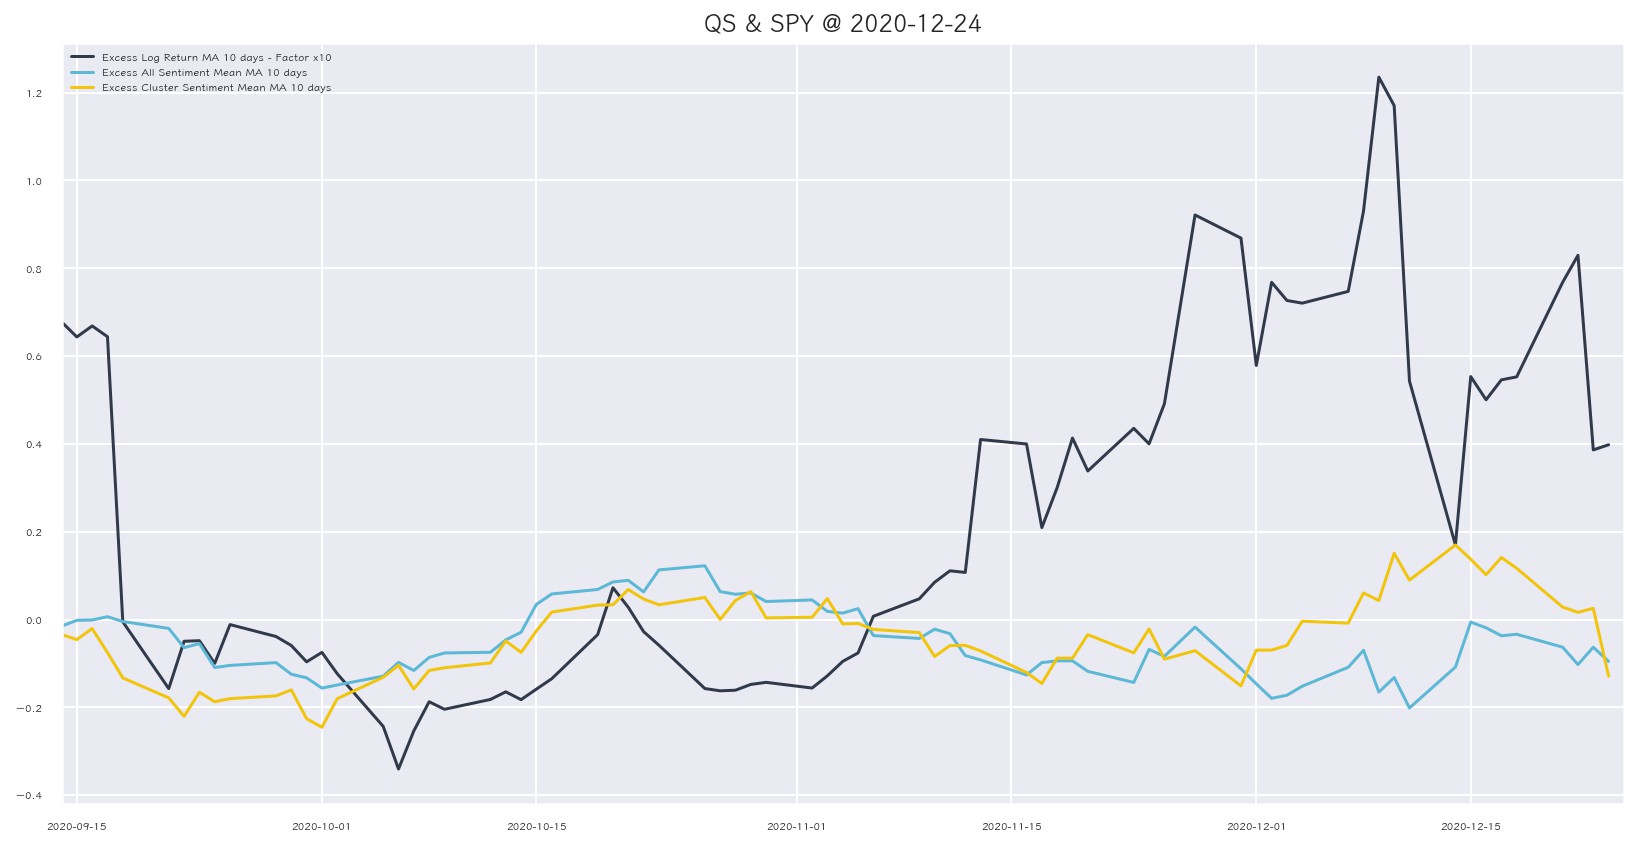 QS & SPY @ 2020-12-24
Excess Log Return MA 10 days - Factor x10
Excess All Sentiment Mean MA 10 days
Excess Cluster Sentiment Mean MA 10 days
1.2
1.0
0.8
0.6
0.4
0.2
0.0
−0.2
−0.4
2020-09-15 2020-10-01 2020-10-15 2020-11-01 2020-11-15 2020-12-01 2020-12-15